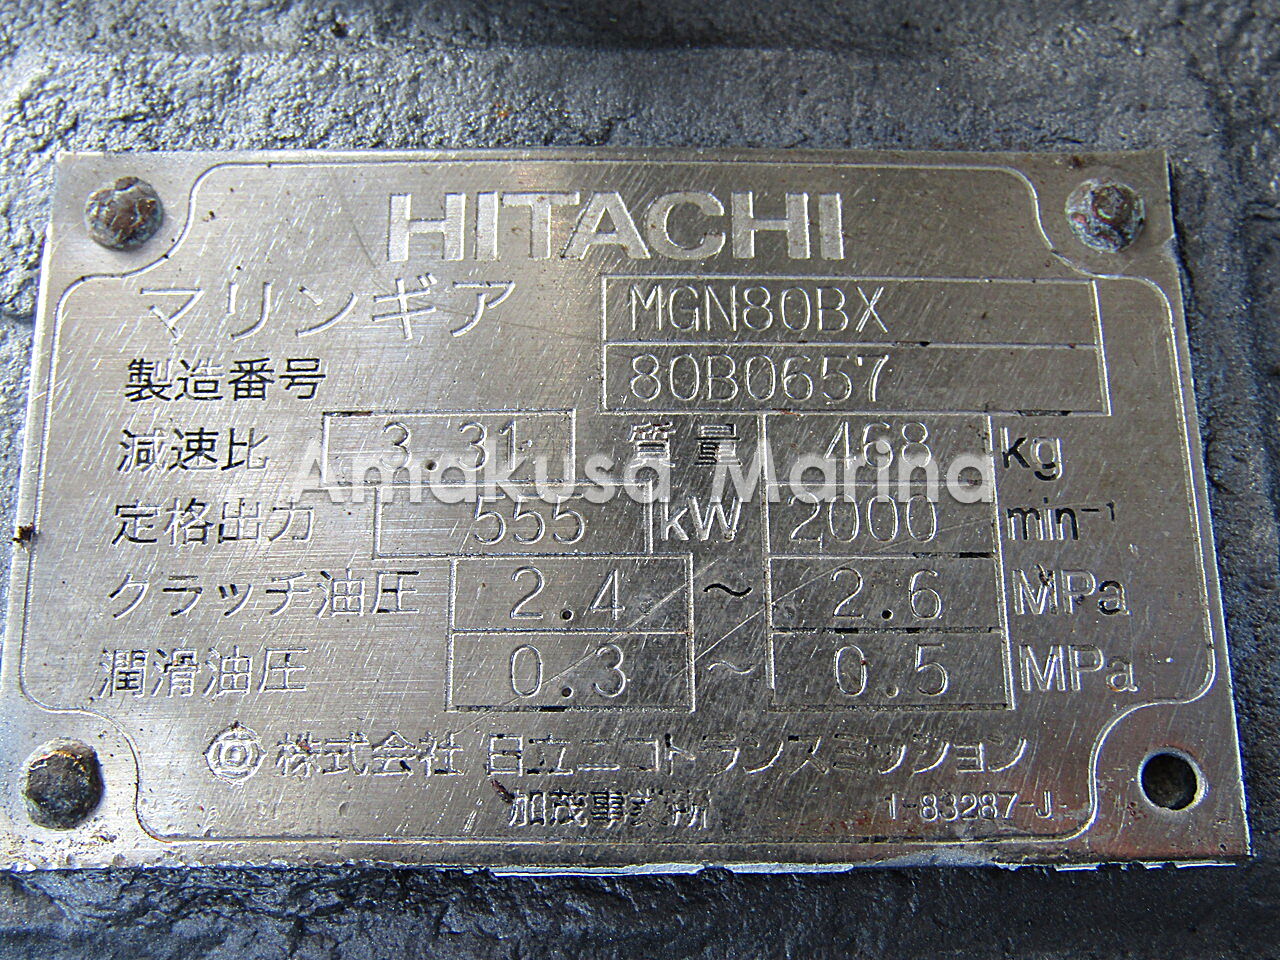 HITACHI
マリンギア MGN80BX
製造番号 80B0657
減速比 3.31 質量 468 kg
Amakusa Marina
定格出力 555 kW 2000 min⁻¹
クラッチ油圧 2.4 ～ 2.6 MPa
潤滑油圧 0.3 ～ 0.5 MPa
株式会社 日立ニコトランスミッション
加茂事業所 1-83287-J